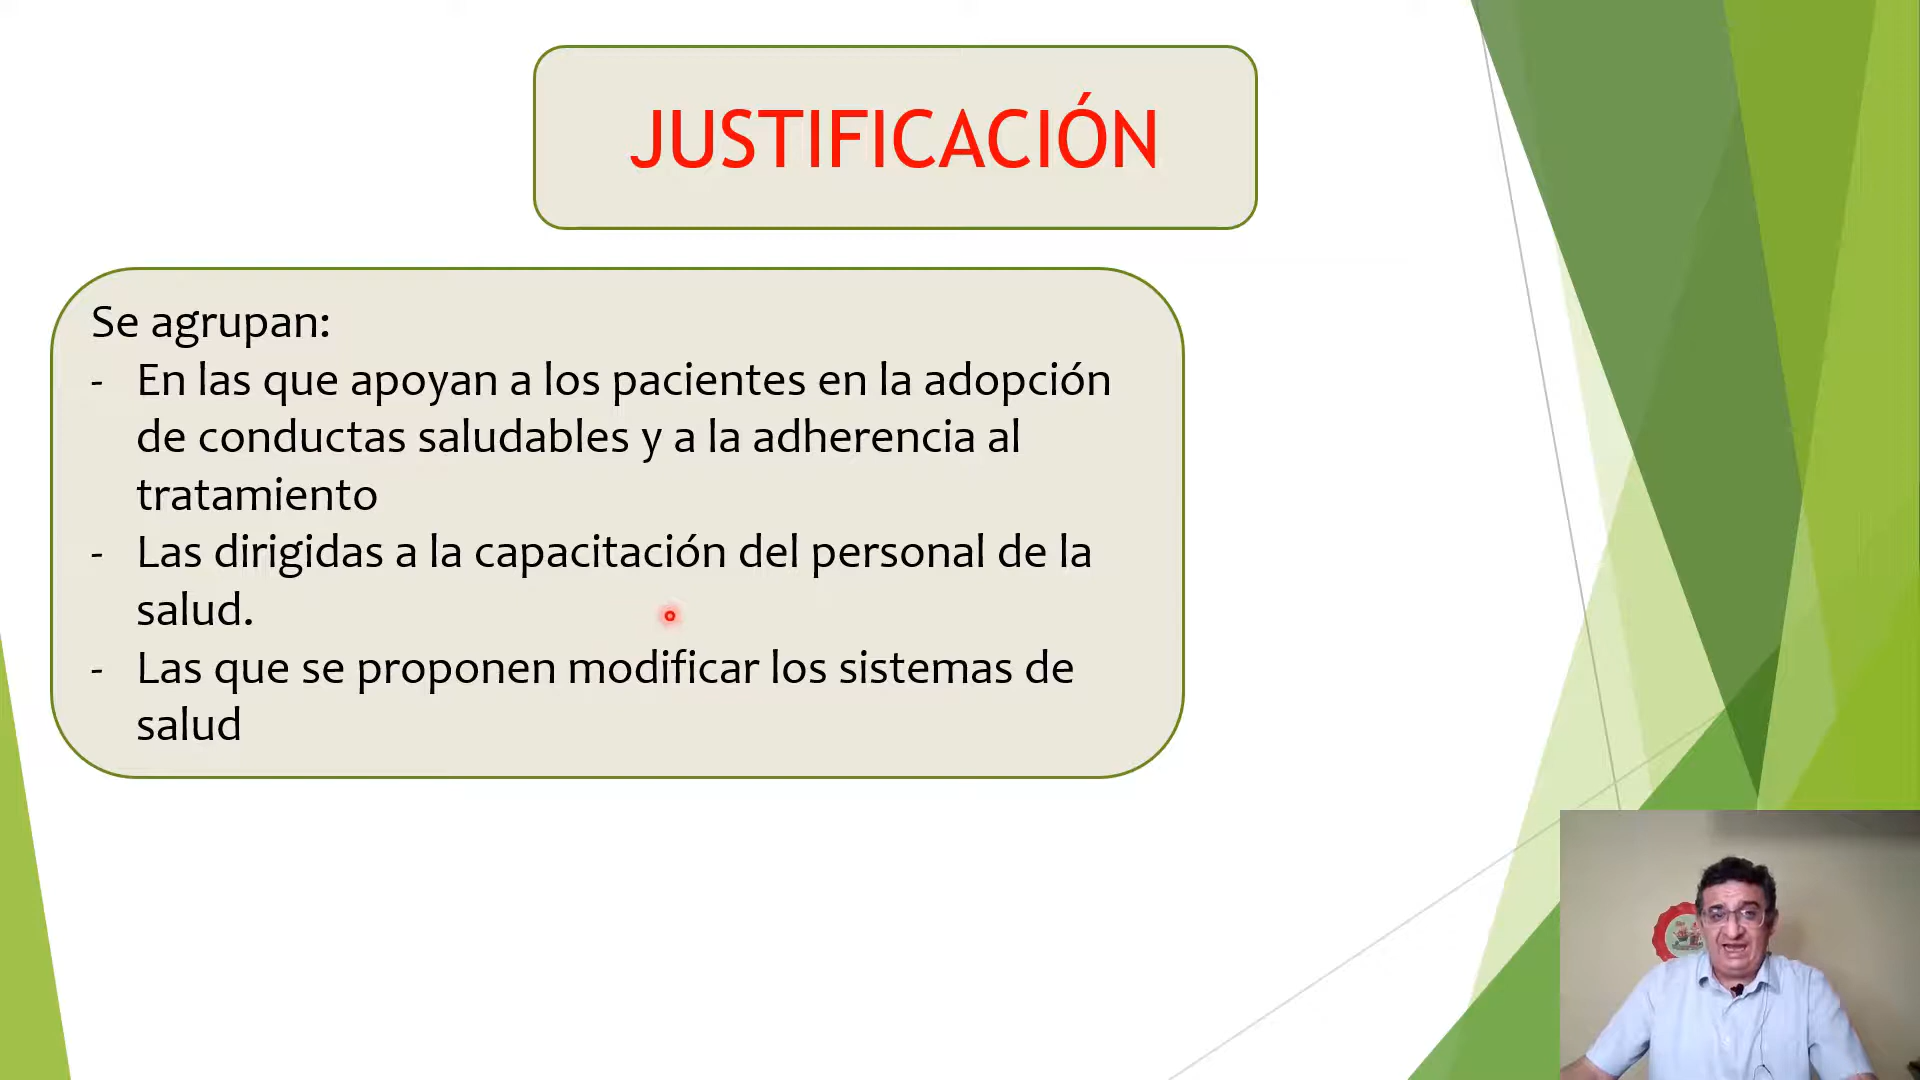 JUSTIFICACIÓN
Se agrupan:
- En las que apoyan a los pacientes en la adopción
de conductas saludables y a la adherencia al
tratamiento
- Las dirigidas a la capacitación del personal de la
salud.
- Las que se proponen modificar los sistemas de
salud